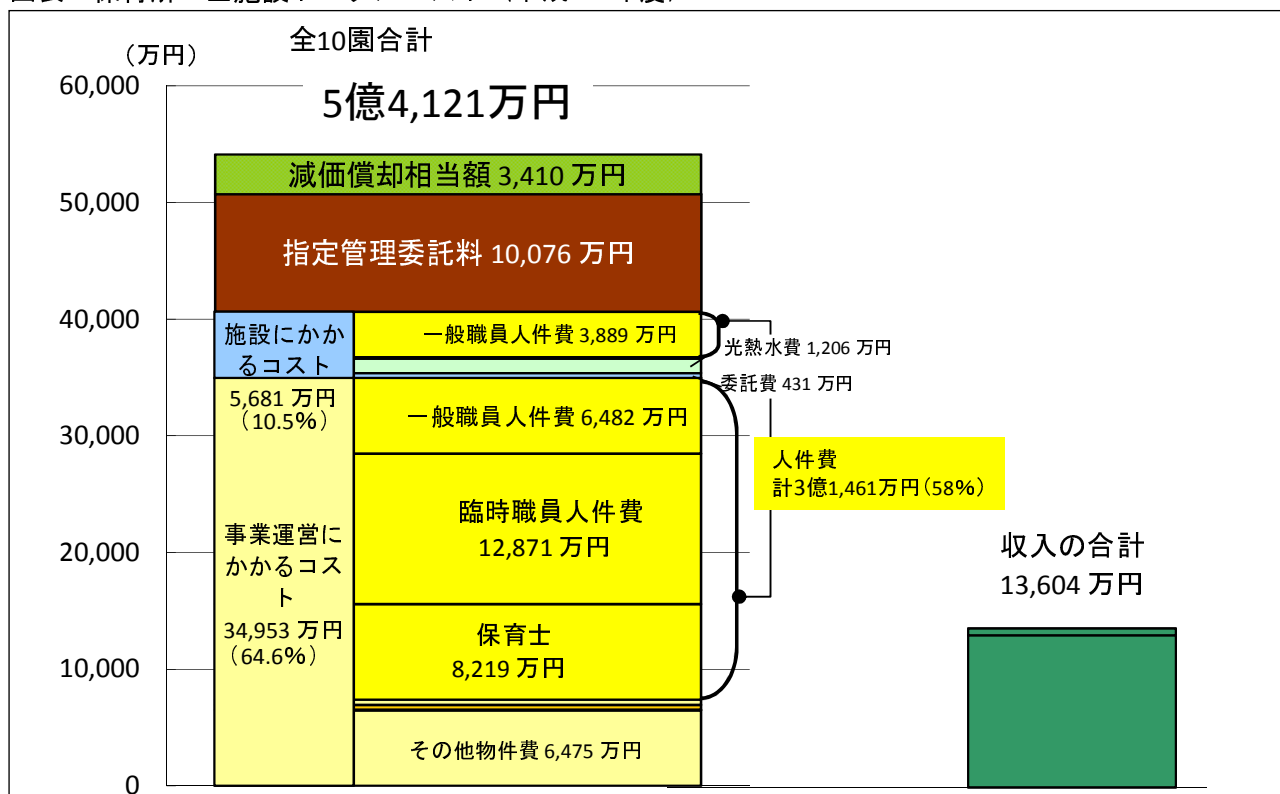 全10園合計
（万円）
5億4,121万円
60,000
50,000
40,000
30,000
20,000
10,000
0
減価償却相当額 3,410 万円
指定管理委託料 10,076 万円
施設にかか
るコスト
5,681 万円
（10.5%）
一般職員人件費 3,889 万円
光熱水費 1,206 万円
委託費 431 万円
一般職員人件費 6,482 万円
人件費
計3億1,461万円（58%）
臨時職員人件費
12,871 万円
事業運営に
かかるコス
ト
34,953 万円
（64.6%）
保育士
8,219 万円
その他物件費 6,475 万円
収入の合計
13,604 万円